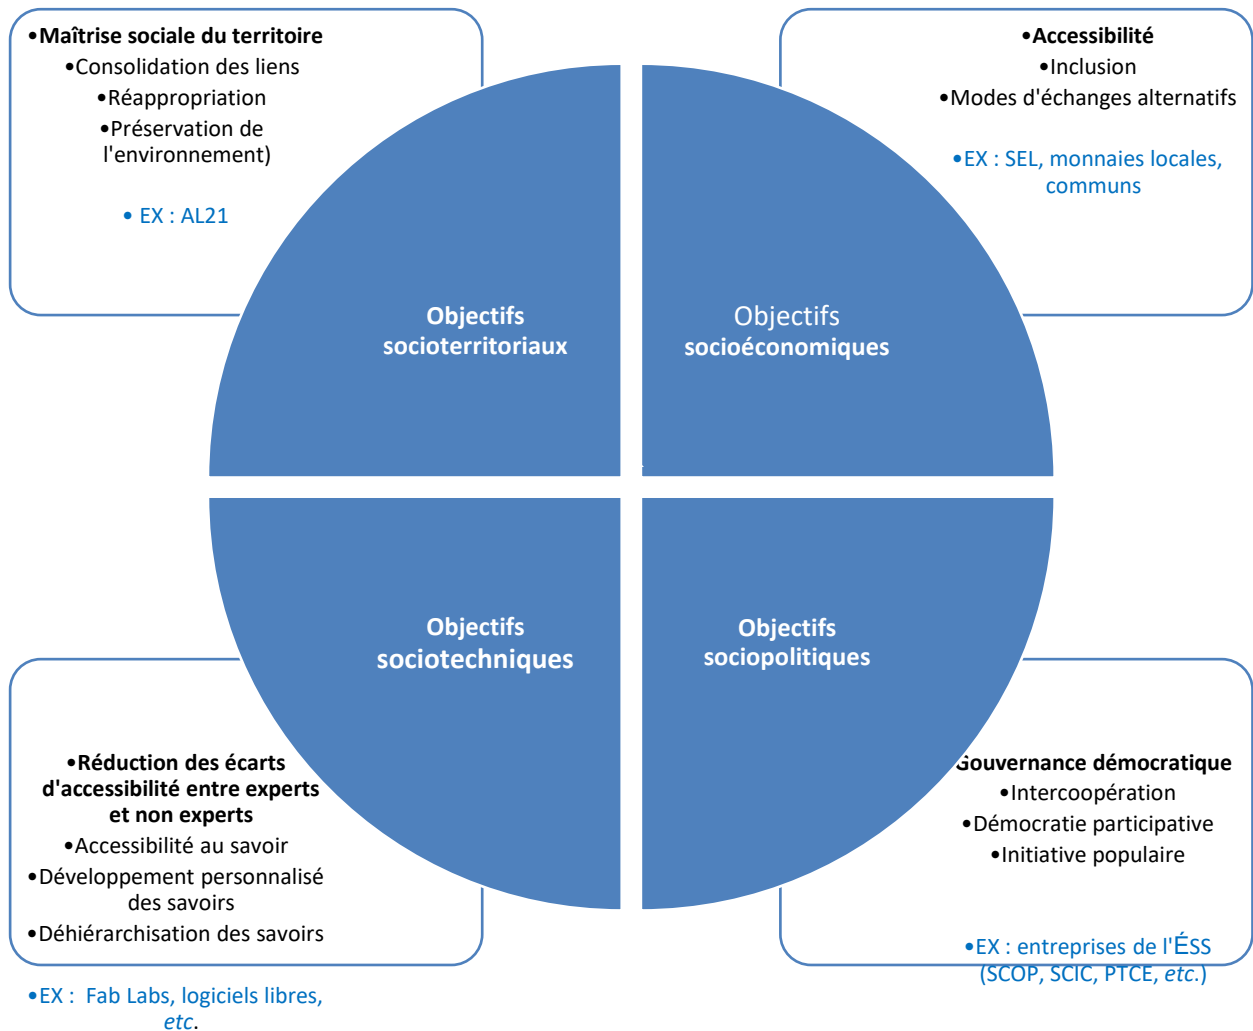 •Maîtrise sociale du territoire
•Consolidation des liens
•Réappropriation
•Préservation de
l'environnement)
• EX : AL21
•Accessibilité
•Inclusion
•Modes d'échanges alternatifs
•EX : SEL, monnaies locales,
communs
Objectifs
socioterritoriaux
Objectifs
socioéconomiques
Objectifs
sociotechniques
Objectifs
sociopolitiques
•Réduction des écarts
d'accessibilité entre experts
et non experts
•Accessibilité au savoir
•Développement personnalisé
des savoirs
•Déhiérarchisation des savoirs
•EX : Fab Labs, logiciels libres,
etc.
Gouvernance démocratique
•Intercoopération
•Démocratie participative
•Initiative populaire
•EX : entreprises de l'ÉSS
(SCOP, SCIC, PTCE, etc.)